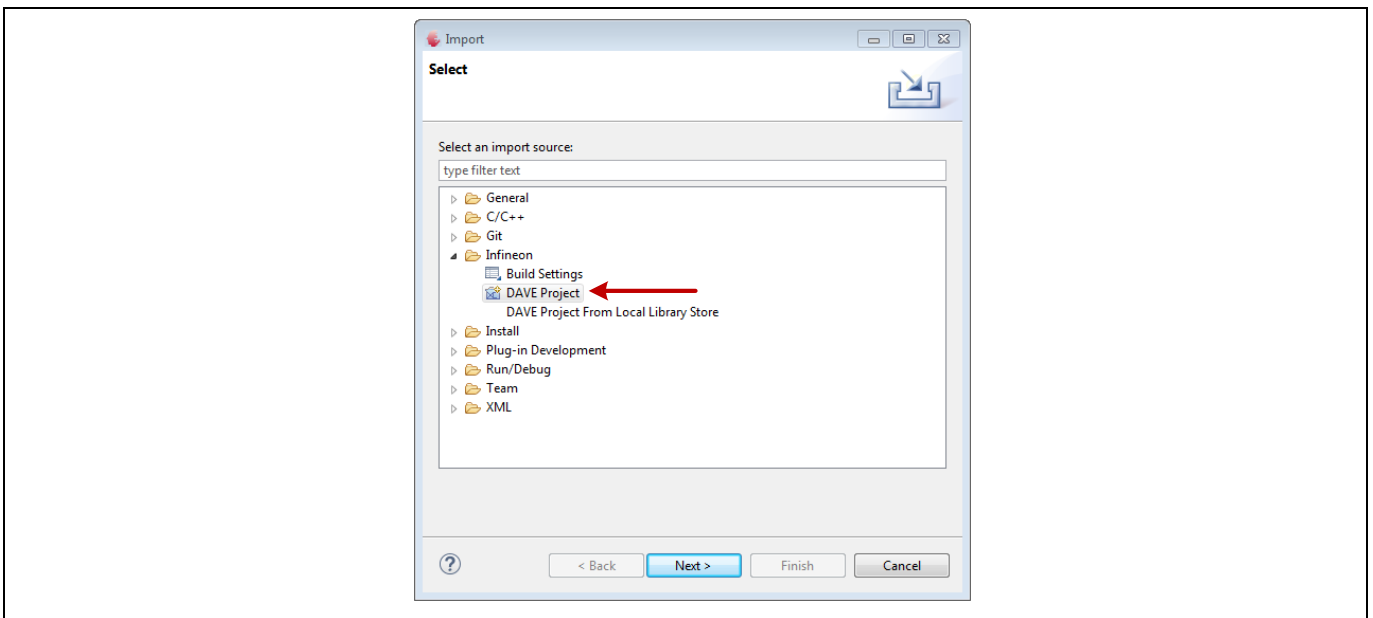 Import
Select
Select an import source:
type filter text
General
C/C++
Git
Infineon
Build Settings
DAVE Project
DAVE Project From Local Library Store
Install
Plug-in Development
Run/Debug
Team
XML
? < Back Next > Finish Cancel